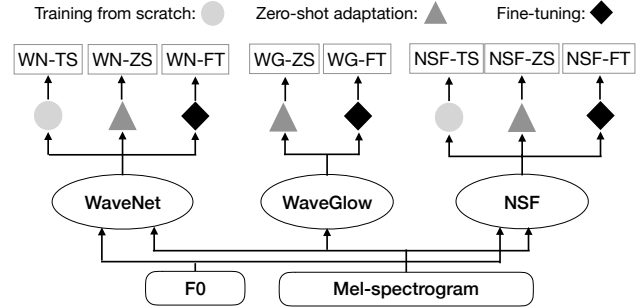 Training from scratch: Zero-shot adaptation: Fine-tuning:
WN-TS WN-ZS WN-FT WG-ZS WG-FT NSF-TS NSF-ZS NSF-FT
WaveNet WaveGlow NSF
F0 Mel-spectrogram